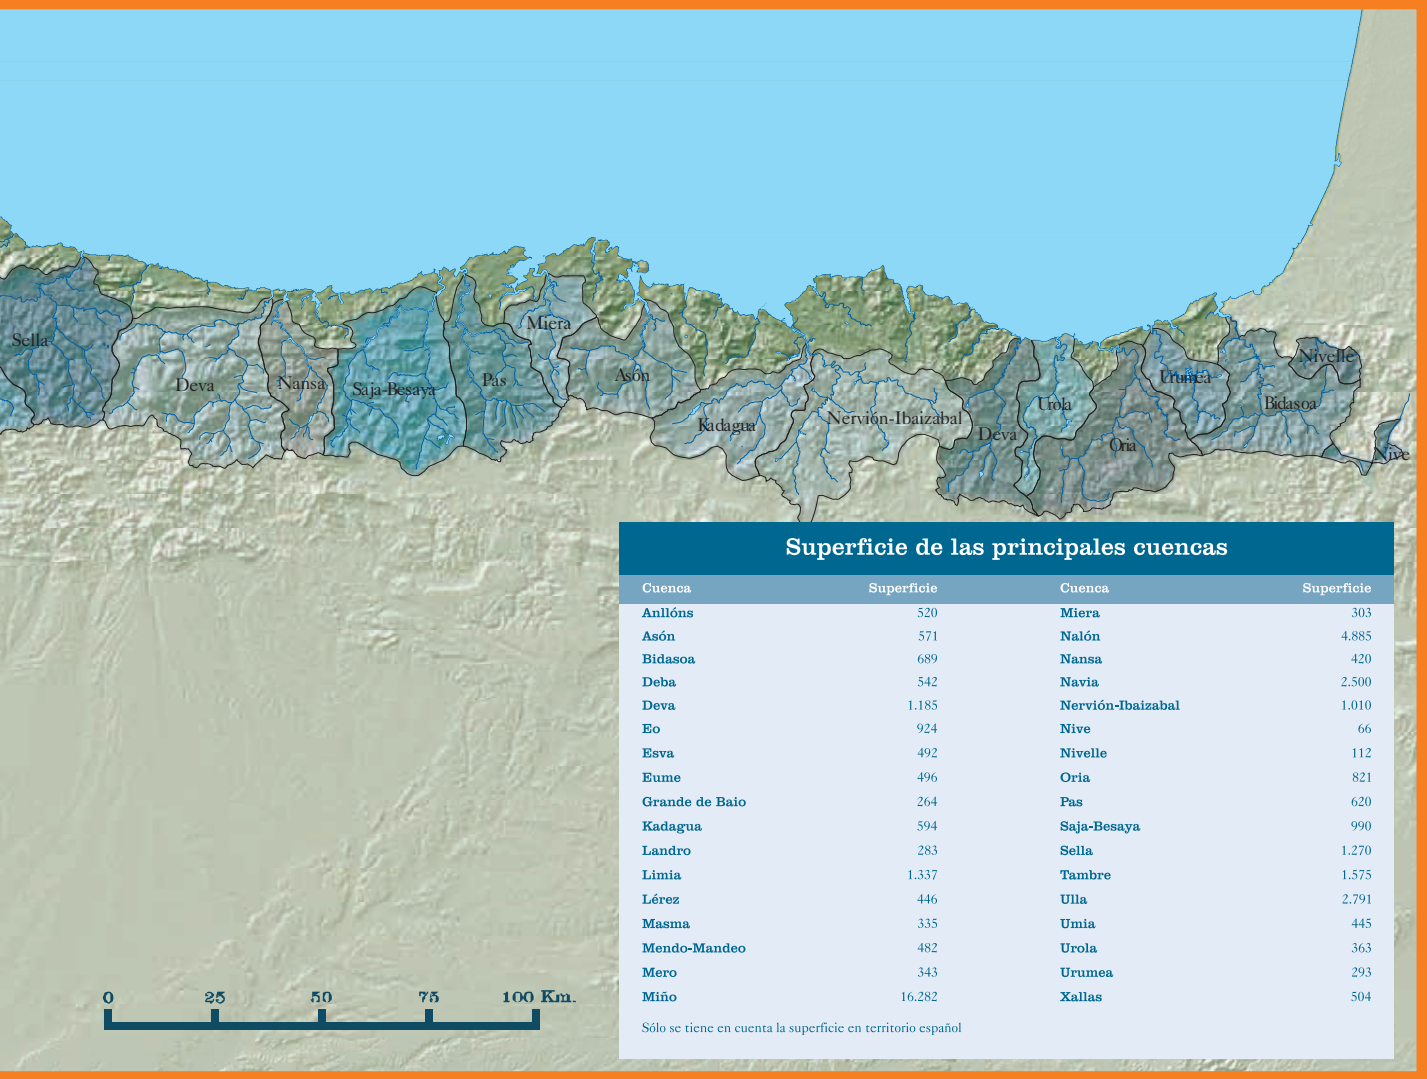 Miera
Sella
Nivelle
Deva
Nansa
Saja-Besaya
Pas
Asón
Urumea
Urola
Bidasoa
Kadagua
Nervión-Ibaizabal
Deva
Oria
Nive
Superficie de las principales cuencas
Cuenca Superficie Cuenca Superficie
Anllóns 520 Miera 303
Asón 571 Nalón 4.885
Bidasoa 689 Nansa 420
Deba 542 Navia 2.500
Deva 1.185 Nervión-Ibaizabal 1.010
Eo 924 Nive 66
Esva 492 Nivelle 112
Eume 496 Oria 821
Grande de Baio 264 Pas 620
Kadagua 594 Saja-Besaya 990
Landro 283 Sella 1.270
Limia 1.337 Tambre 1.575
Lérez 446 Ulla 2.791
Masma 335 Umia 445
Mendo-Mandeo 482 Urola 363
Mero 343 Urumea 293
Miño 16.282 Xallas 504
Sólo se tiene en cuenta la superficie en territorio español
0 25 50 75 100 Km.